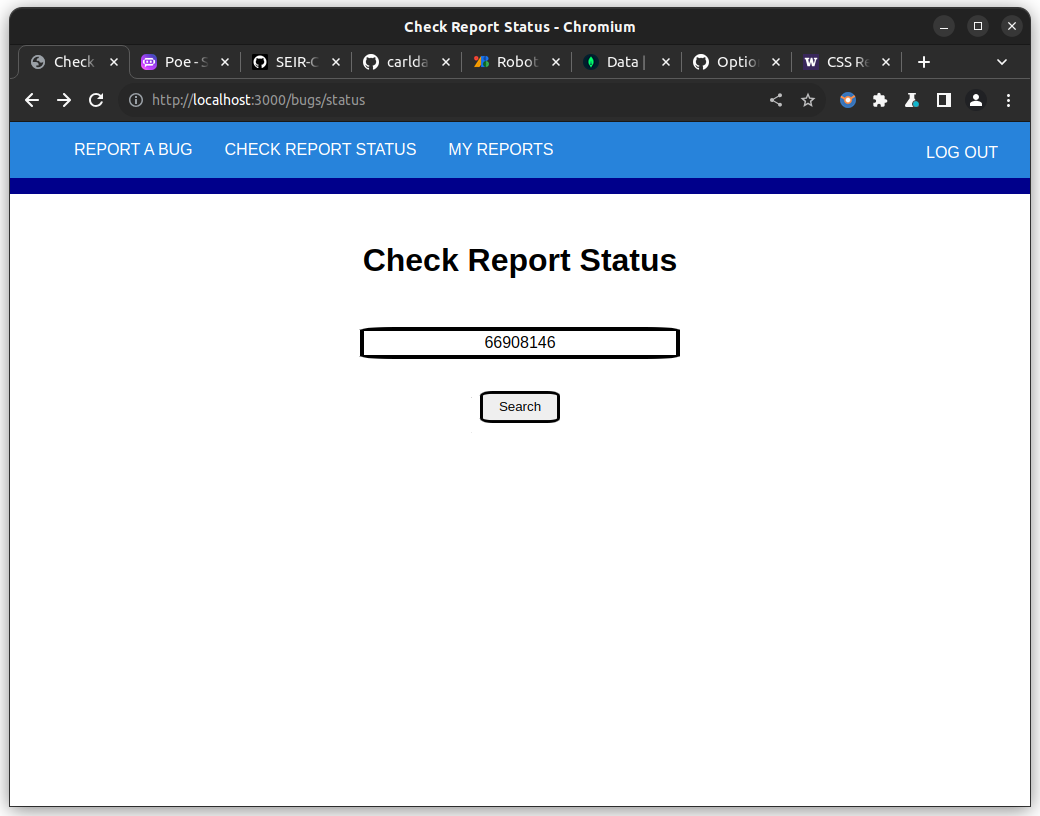 Check Report Status - Chromium
Check Poe - S SEIR-C carlda Robot Data | Optio CSS Re
http://localhost:3000/bugs/status
REPORT A BUG CHECK REPORT STATUS MY REPORTS LOG OUT
Check Report Status
66908146
Search